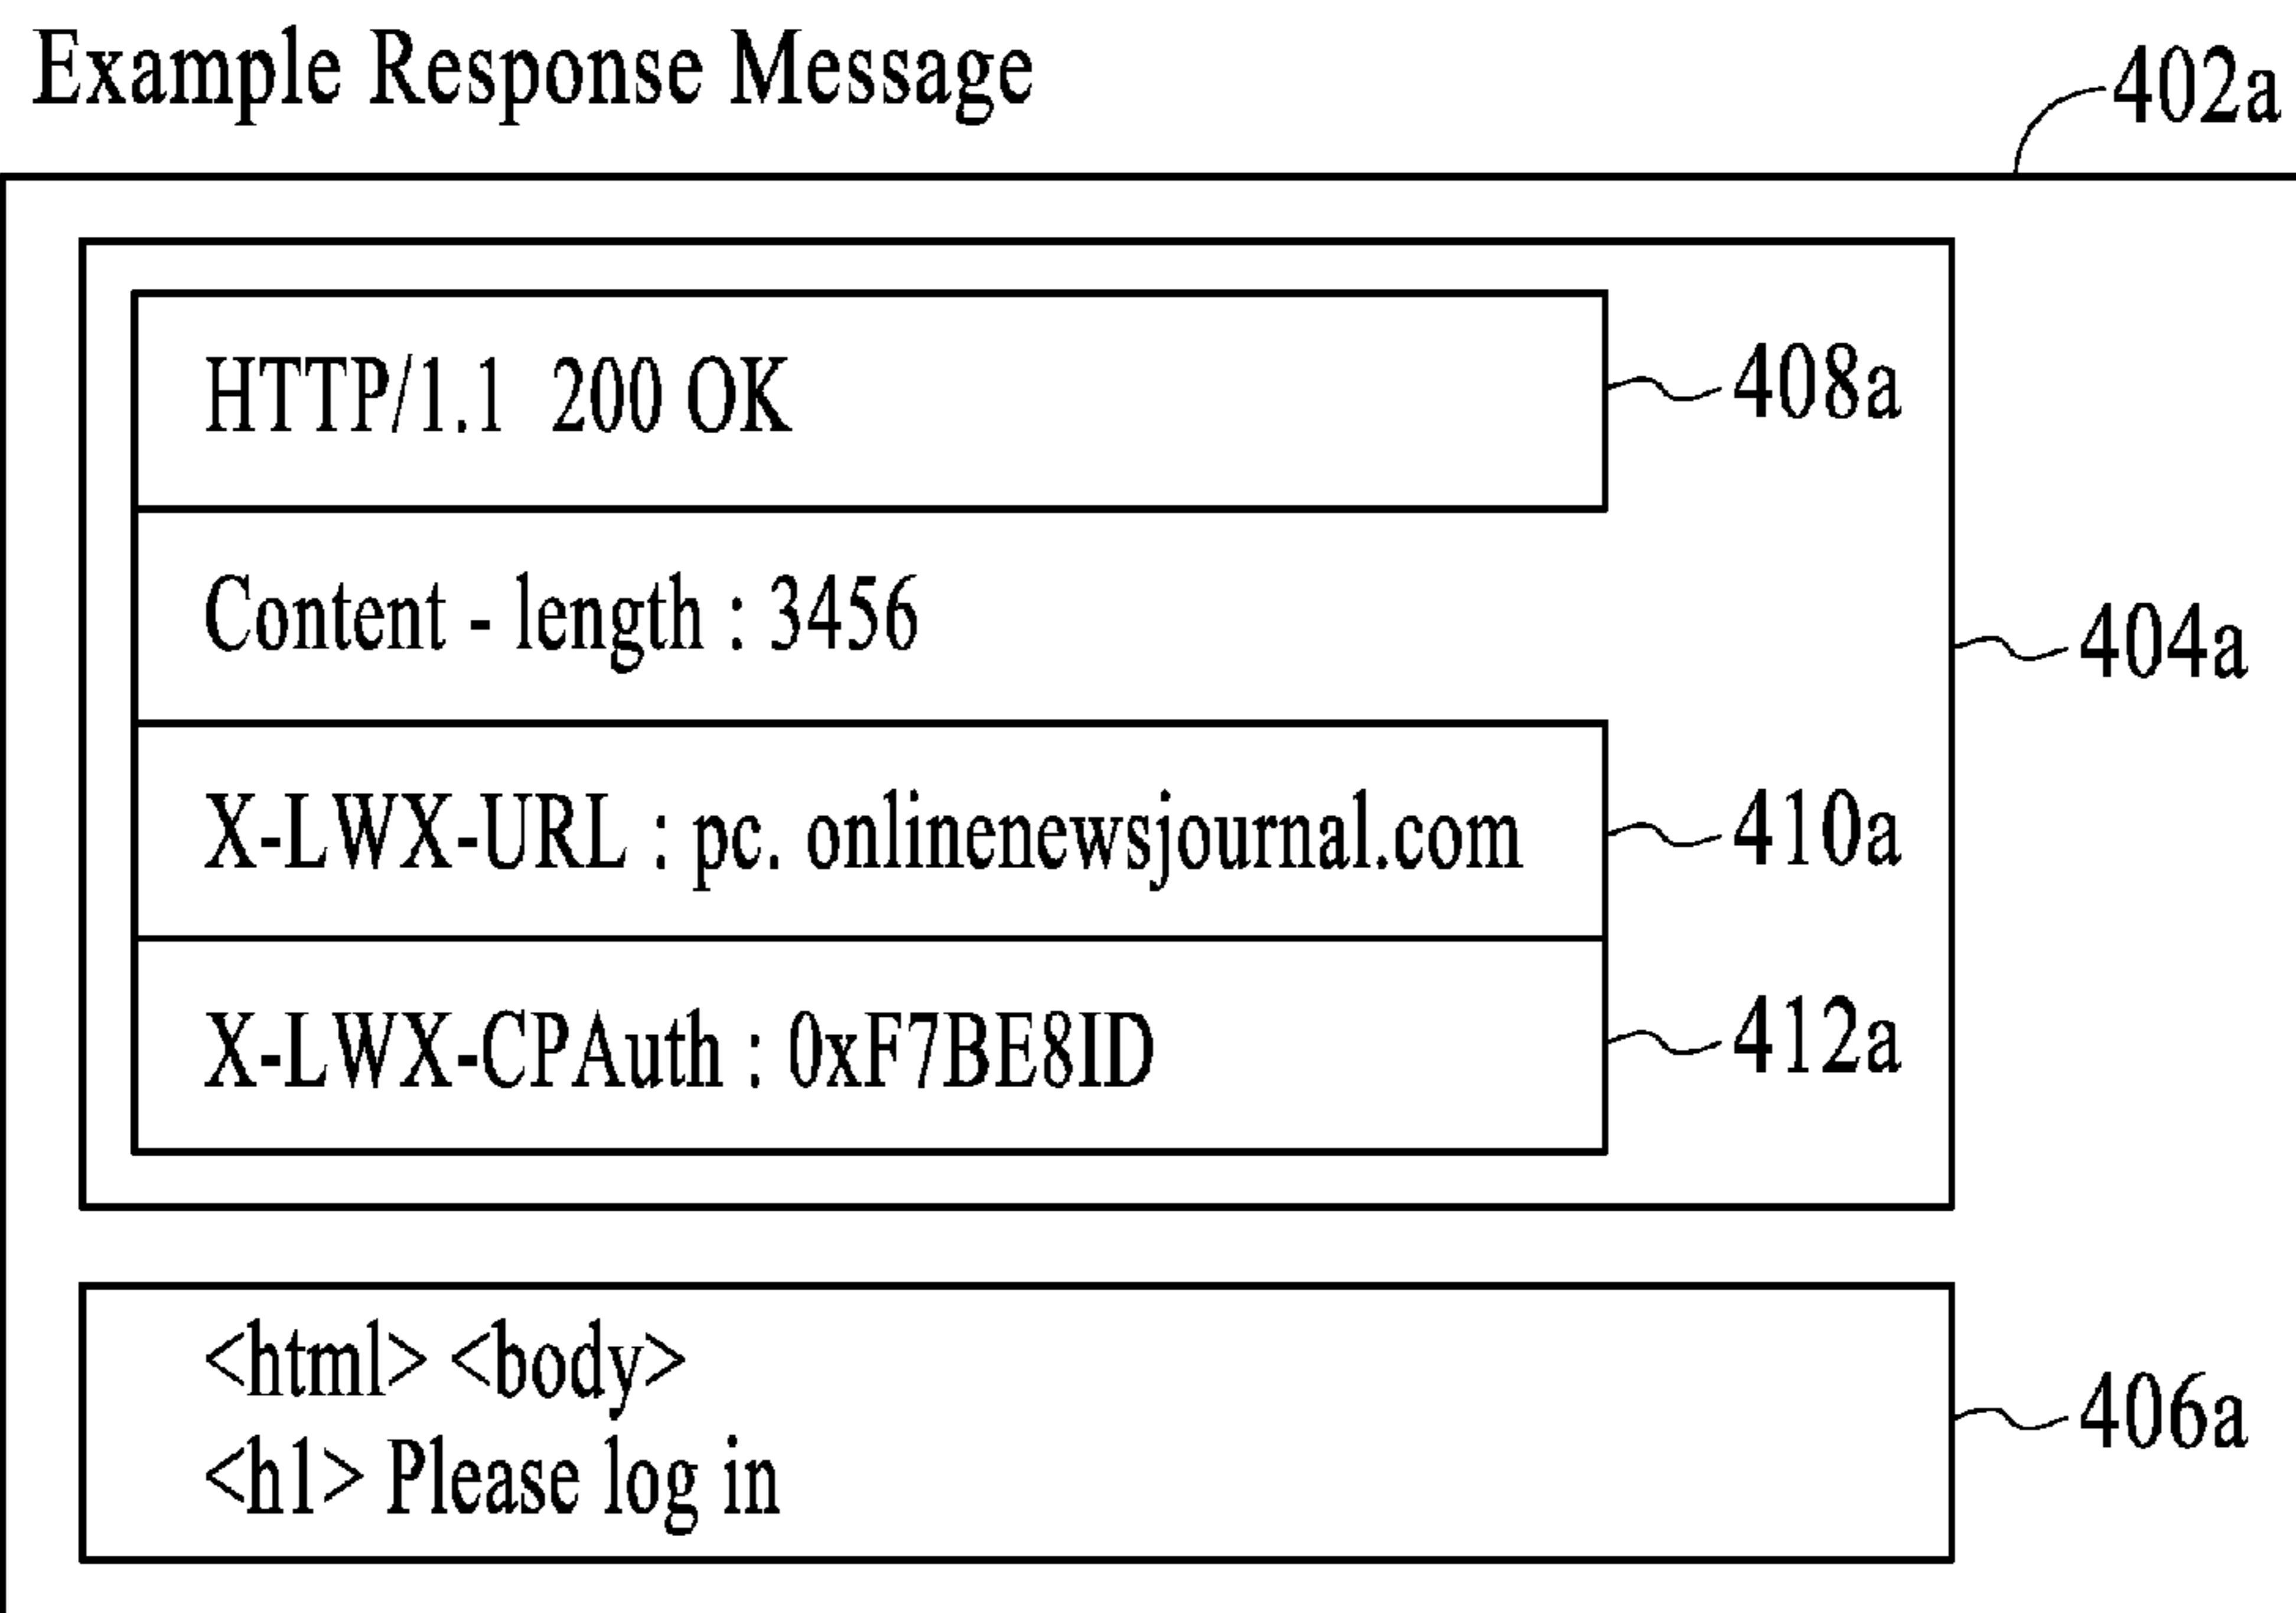 Example Response Message
402a
HTTP/1.1 200 OK
408a
Content - length : 3456
404a
X-LWX-URL : pc. onlinenewsjournal.com
410a
X-LWX-CPAuth : 0xF7BE8ID
412a
<html> <body>
<h1> Please log in
406a